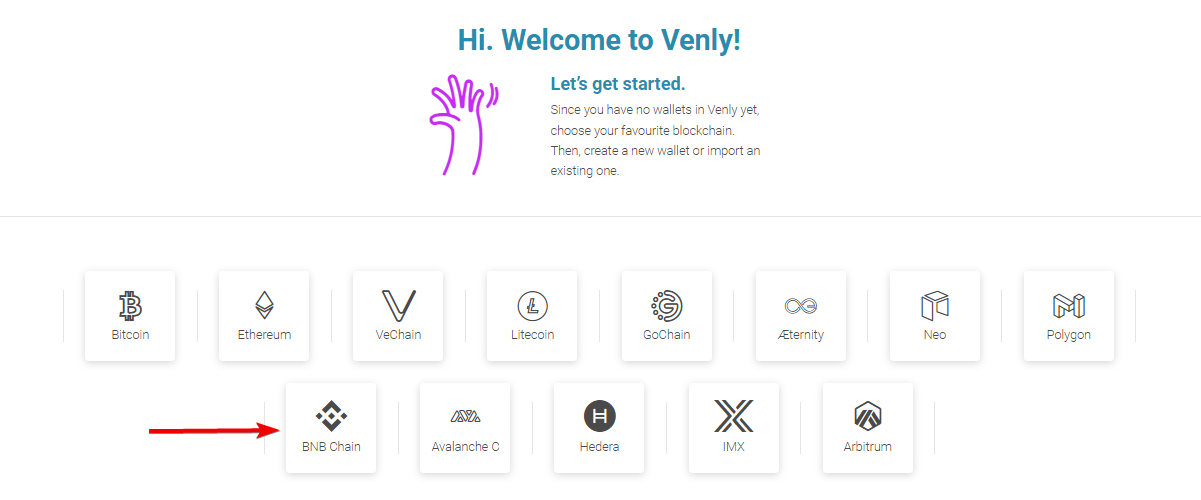 Hi. Welcome to Venly!
Let's get started.
Since you have no wallets in Venly yet,
choose your favourite blockchain.
Then, create a new wallet or import an
existing one.
Bitcoin
Ethereum
VeChain
Litecoin
GoChain
Æternity
Neo
Polygon
BNB Chain
Avalanche C
Hedera
IMX
Arbitrum